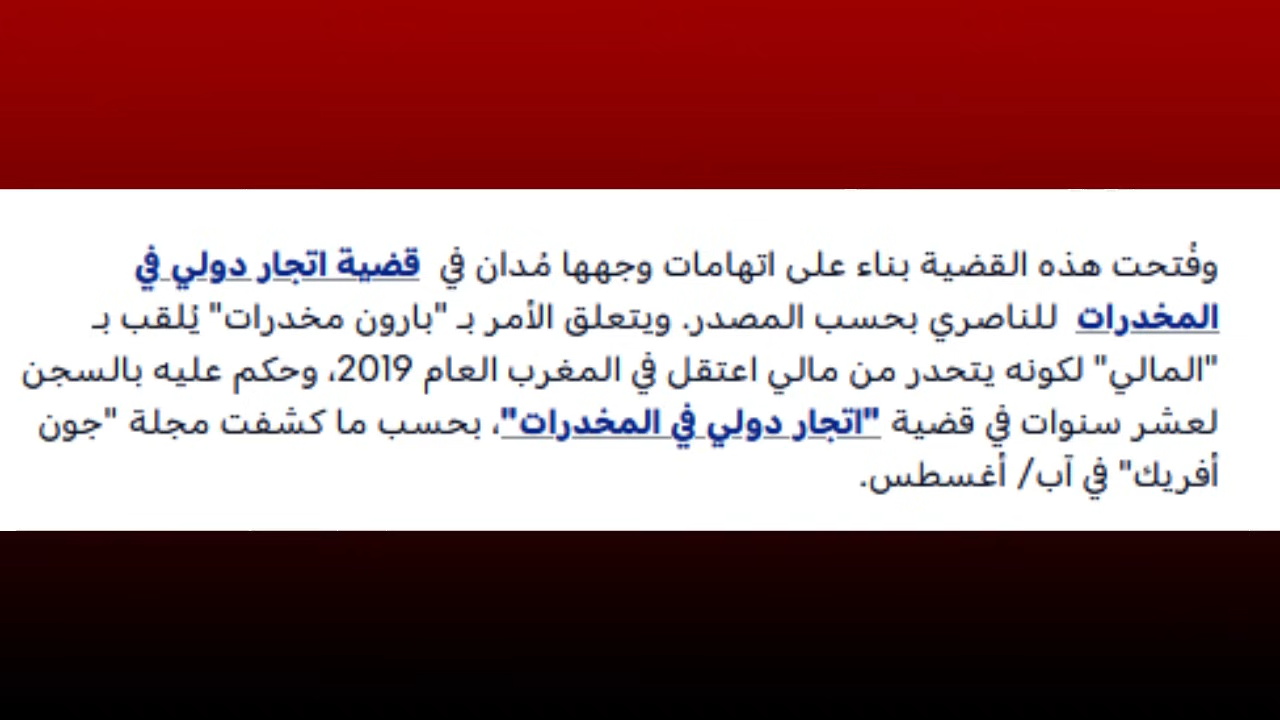 وفُتحت هذه القضية بناء على اتهامات وجهها مُدان في قضية اتجار دولي في
المخدرات للناصري بحسب المصدر. ويتعلق الأمر بـ "بارون مخدرات" يُلقب بـ
"المالي" لكونه يتحدر من مالي اعتقل في المغرب العام 2019، وحكم عليه بالسجن
لعشر سنوات في قضية "اتجار دولي في المخدرات"، بحسب ما كشفت مجلة "جون
أفريك" في آب/ أغسطس.